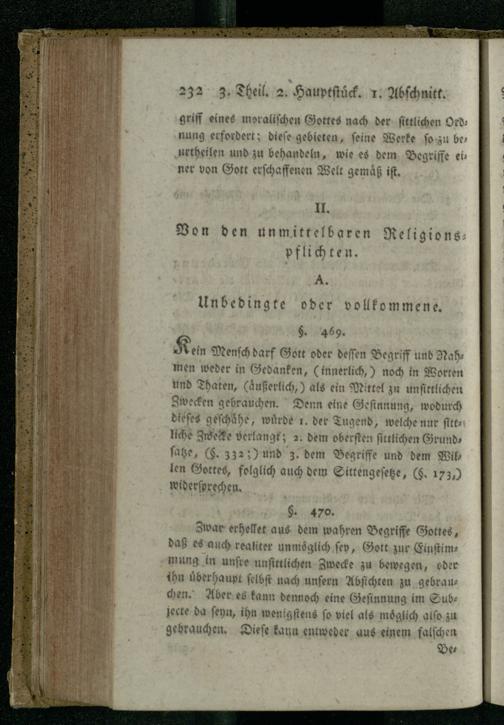 232 3. Theil. 2. Hauptstück. 1. Abschnitt.
griff eines moralischen Gottes nach der sittlichen Ord-
nung erfordert; diese gebieten, seine Werke so zu be-
urtheilen und zu behandeln, wie es dem Begriffe ei-
ner von Gott erschaffenen Welt gemäß ist.
II.
Von den unmittelbaren Religions-
pflichten.
A.
Unbedingte oder vollkommene.
§. 469.
Kein Mensch darf Gott oder dessen Begriff und Nah-
men weder in Gedanken, (innerlich,) noch in Worten
und Thaten, (äußerlich,) als ein Mittel zu unsittlichen
Zwecken gebrauchen. Denn eine Gesinnung, wodurch
dieses geschähe, würde 1. der Tugend, welche nur sitt-
liche Zwecke verlangt; 2. dem obersten sittlichen Grund-
satze, (§. 332;) und 3. dem Begriffe und dem Wil-
len Gottes, folglich auch dem Sittengesetze, (§. 173,)
widersprechen.
§. 470.
Zwar erhellet aus dem wahren Begriffe Gottes,
daß es auch realiter unmöglich sey, Gott zur Einstim-
mung in unsre unsittlichen Zwecke zu bewegen, oder
ihn überhaupt selbst nach unsern Absichten zu gebrau-
chen. Aber es kann dennoch eine Gesinnung im Sub-
jecte da seyn, ihn wenigstens so viel als möglich also zu
gebrauchen. Diese kann entweder aus einem falschen
Be-